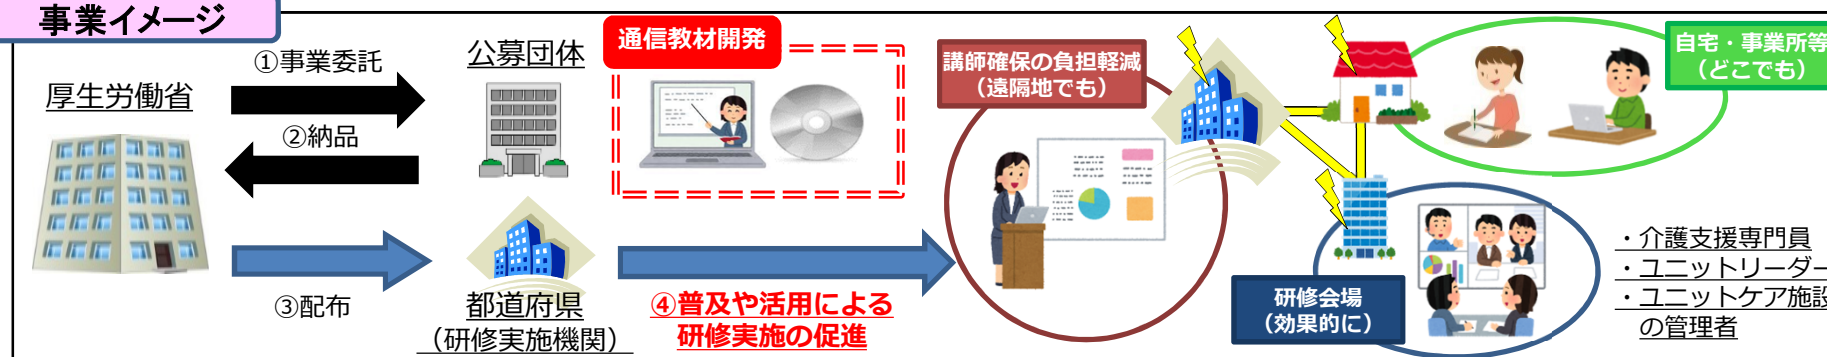 事業イメージ
厚生労働省
①事業委託
②納品
③配布
公募団体
通信教材開発
都道府県
（研修実施機関）
④普及や活用による
研修実施の促進
講師確保の負担軽減
（遠隔地でも）
自宅・事業所等
（どこでも）
研修会場
（効果的に）
・介護支援専門員
・ユニットリーダー
・ユニットケア施設
の管理者